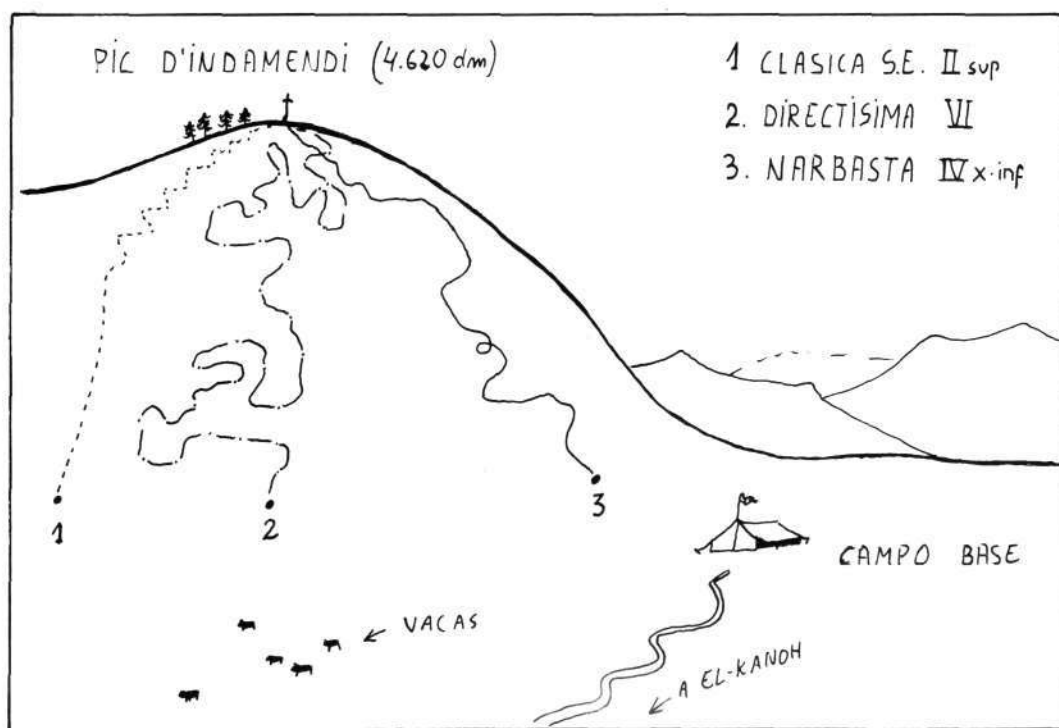 PIC D'INDAMENDI (4.620 dm)
1 CLASICA S.E. II sup
2. DIRECTISIMA VI
3. NARBASTA IV x.inf
1
2
3
CAMPO BASE
← VACAS
← A EL-KANOH